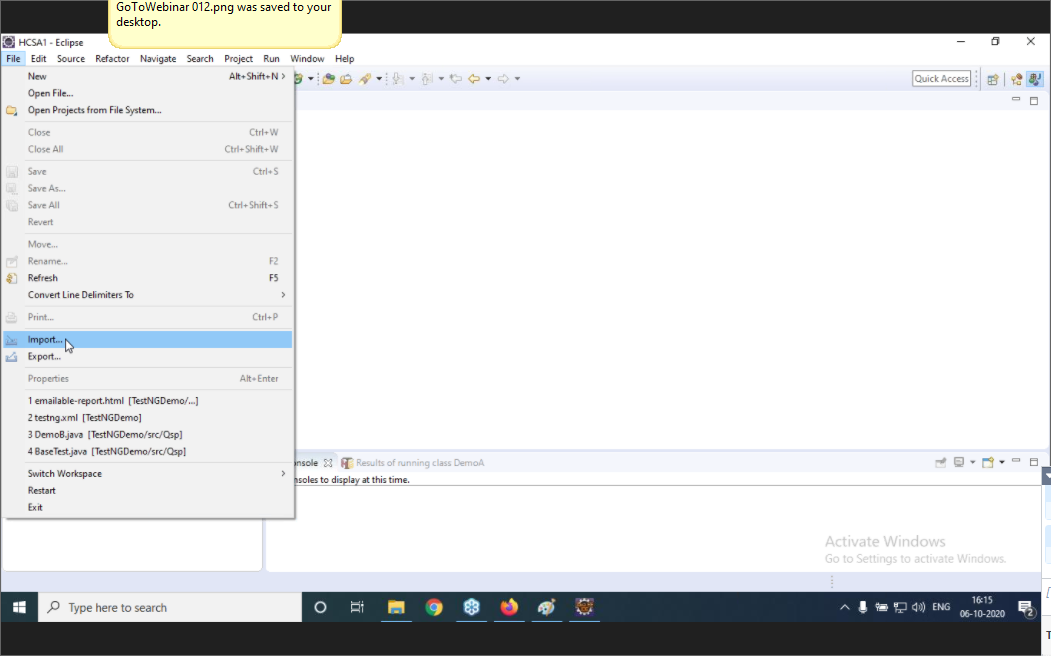 GoToWebinar 012.png was saved to your
desktop.
HCSA1 - Eclipse
File Edit Source Refactor Navigate Search Project Run Window Help
New Alt+Shift+N >
Open File...
Open Projects from File System...
Close Ctrl+W
Close All Ctrl+Shift+W
Save Ctrl+S
Save As...
Save All Ctrl+Shift+S
Revert
Move...
Rename... F2
Refresh F5
Convert Line Delimiters To >
Print... Ctrl+P
Import...
Export...
Properties Alt+Enter
1 emailable-report.html [TestNGDemo/...]
2 testng.xml [TestNGDemo]
3 DemoB.java [TestNGDemo/src/Qsp]
4 BaseTest.java [TestNGDemo/src/Qsp]
Switch Workspace >
Restart
Exit
Quick Access
nsole Results of running class DemoA
nsoles to display at this time.
Activate Windows
Go to Settings to activate Windows.
Type here to search
ENG
16:15
06-10-2020
2